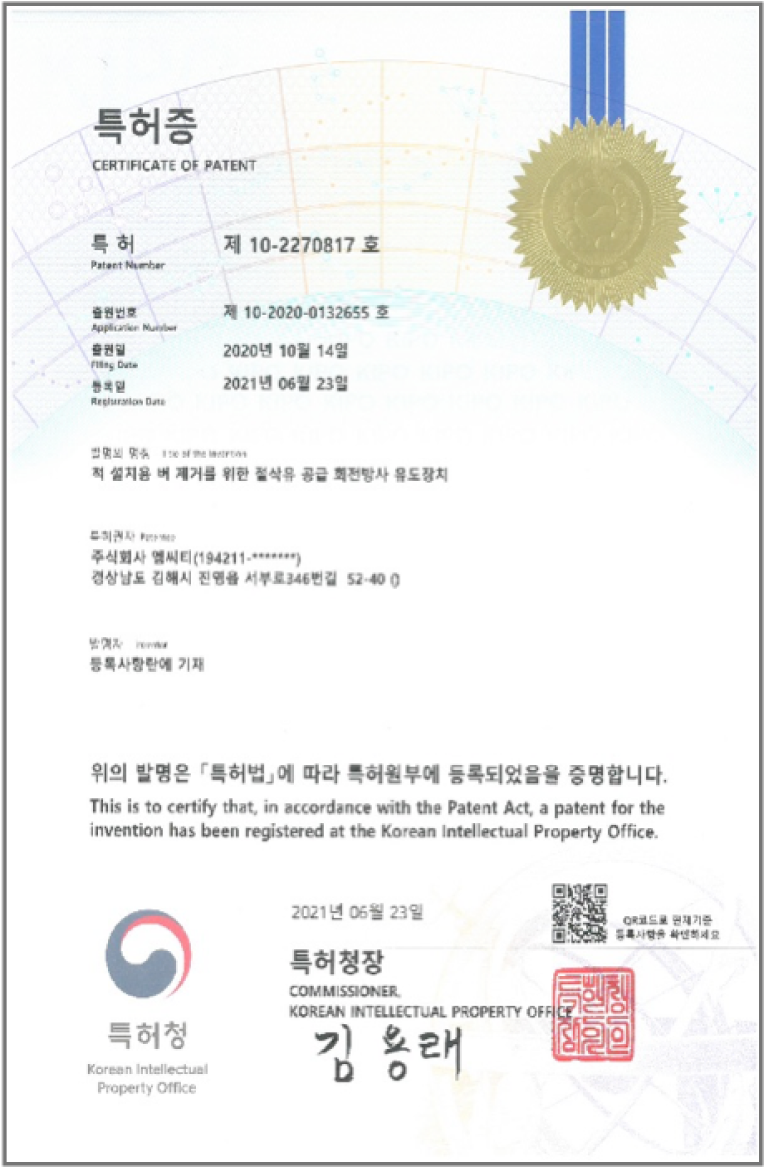 특허증
CERTIFICATE OF PATENT
특 허 제 10-2270817 호
Patent Number
출원번호 제 10-2020-0132655 호
Application Number
출원일 2020년 10월 14일
Filing Date
등록일 2021년 06월 23일
Registration Date
발명의 명칭 Title of the Invention
적 설치용 버 제거를 위한 절삭유 공급 회전방사 유도장치
특허권자 Patentee
주식회사 엠씨티(194211-*******)
경상남도 김해시 진영읍 서부로346번길 52-40 ()
발명자 Inventor
등록사항란에 기재
위의 발명은 「특허법」에 따라 특허원부에 등록되었음을 증명합니다.
This is to certify that, in accordance with the Patent Act, a patent for the
invention has been registered at the Korean Intellectual Property Office.
2021년 06월 23일
QR코드로 현재기준
등록사항을 확인하세요
특허청장
COMMISSIONER,
KOREAN INTELLECTUAL PROPERTY OFFICE
김용래
특허청
Korean Intellectual
Property Office